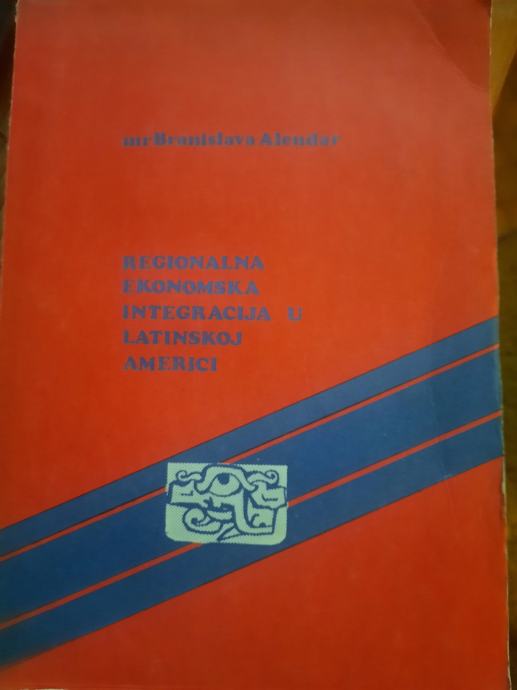 mr Branislava Alendar
REGIONALNA
EKONOMSKA
INTEGRACIJA U
LATINSKOJ
AMERICI